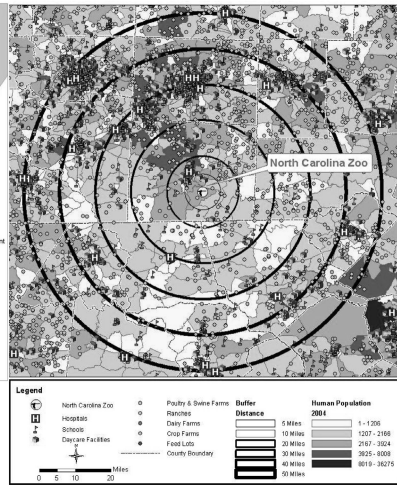 North Carolina Zoo
Legend
North Carolina Zoo
Hospitals
Schools
Daycare Facilities
0 5 10 20 Miles
Poultry & Swine Farms
Ranches
Dairy Farms
Crop Farms
Feed Lots
County Boundary
Buffer
Distance
5 Miles
10 Miles
20 Miles
30 Miles
40 Miles
50 Miles
Human Population
2004
1 - 1206
1207 - 2166
2167 - 3924
3925 - 8008
8019 - 36275